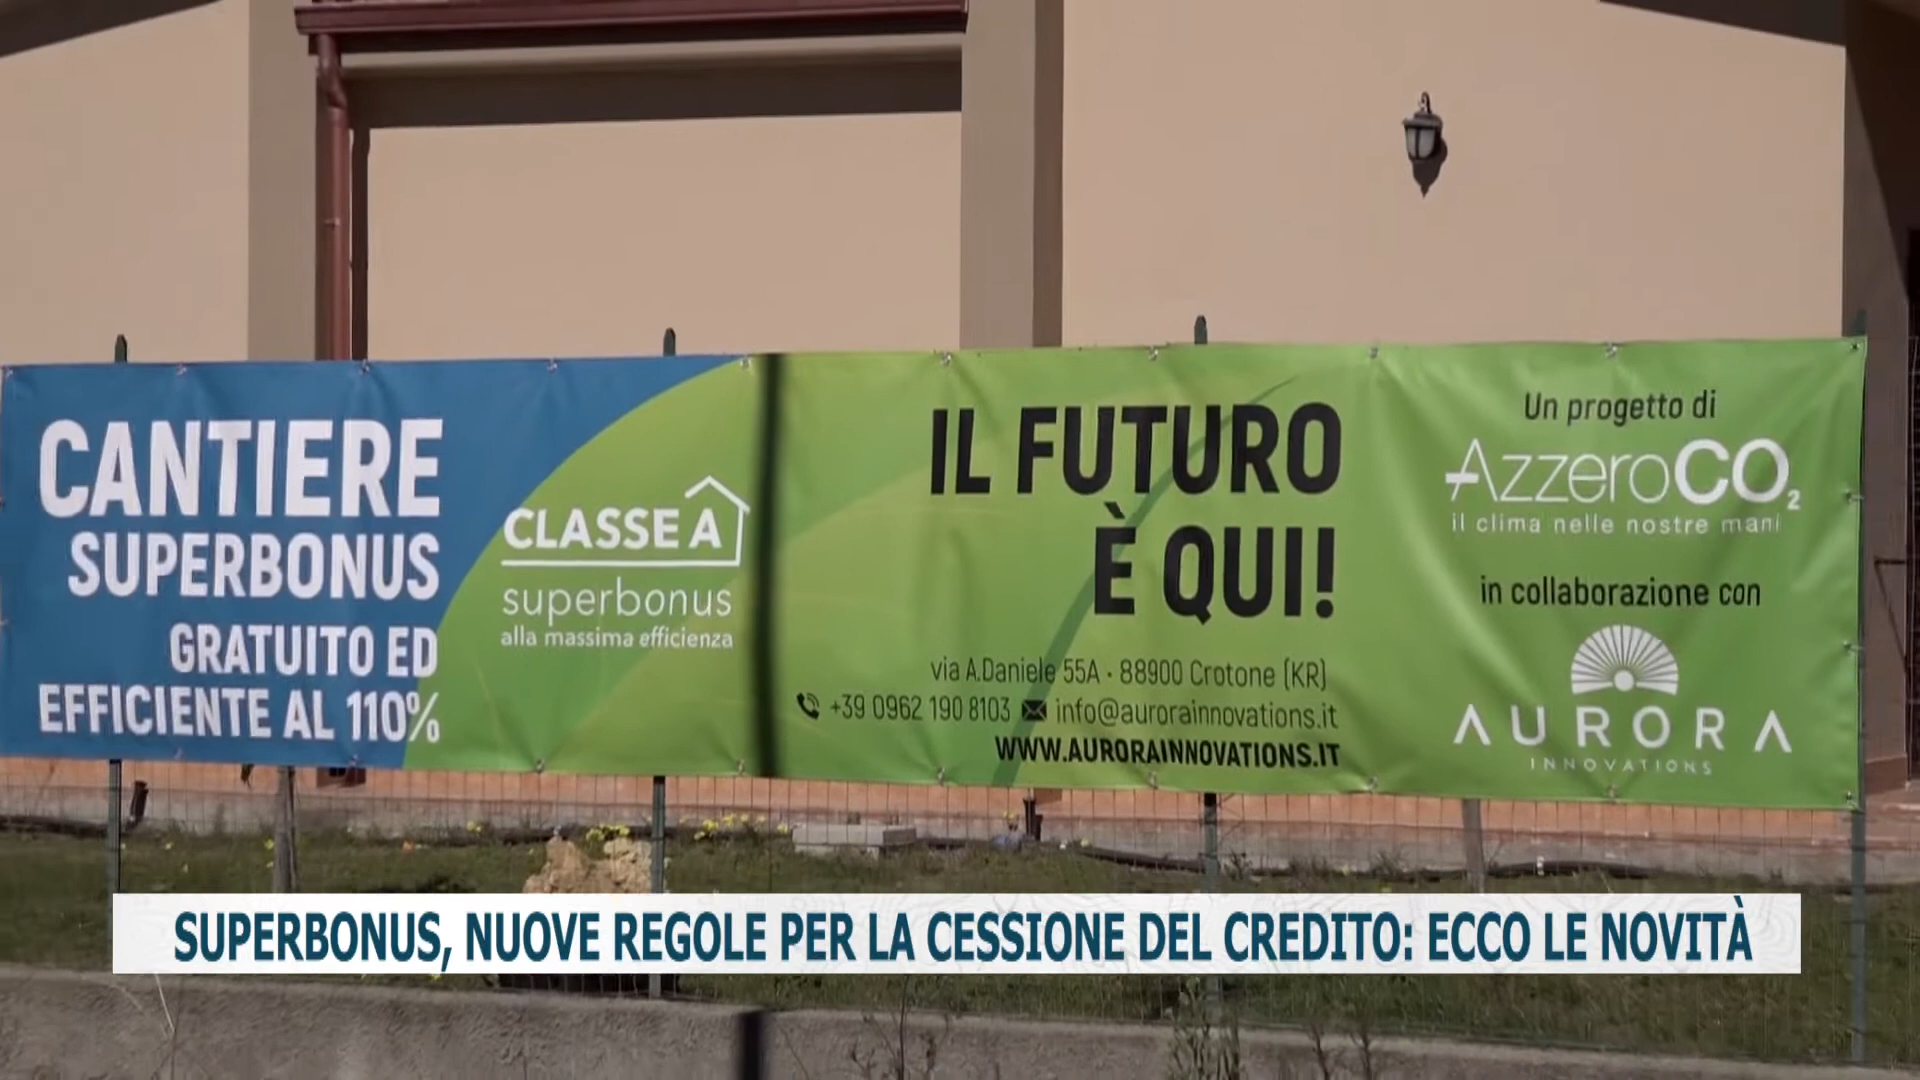 CANTIERE
SUPERBONUS
GRATUITO ED
EFFICIENTE AL 110%
CLASSE A
superbonus
alla massima efficienza
IL FUTURO
È QUI!
via A.Daniele 55A - 88900 Crotone (KR)
+39 0962 190 8103 info@aurorainnovations.it
WWW.AURORAINNOVATIONS.IT
Un progetto di
AzzeroCO₂
il clima nelle nostre mani
in collaborazione con
AURORA
INNOVATIONS
SUPERBONUS, NUOVE REGOLE PER LA CESSIONE DEL CREDITO: ECCO LE NOVITÀ